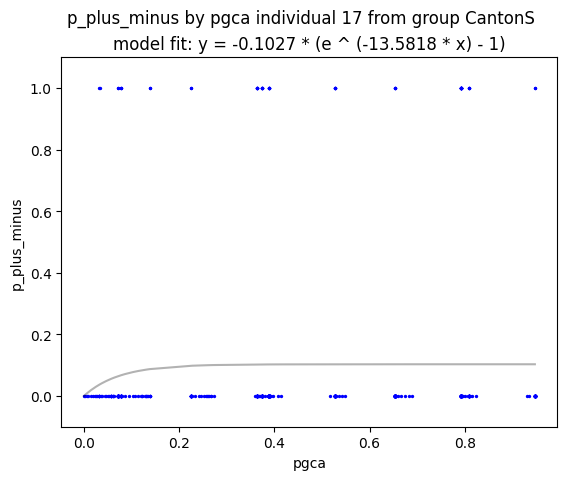 p_plus_minus by pgca individual 17 from group CantonS
model fit: y = -0.1027 * (e ^ (-13.5818 * x) - 1)
1.0
0.8
0.6
0.4
0.2
0.0
p_plus_minus
0.0 0.2 0.4 0.6 0.8
pgca